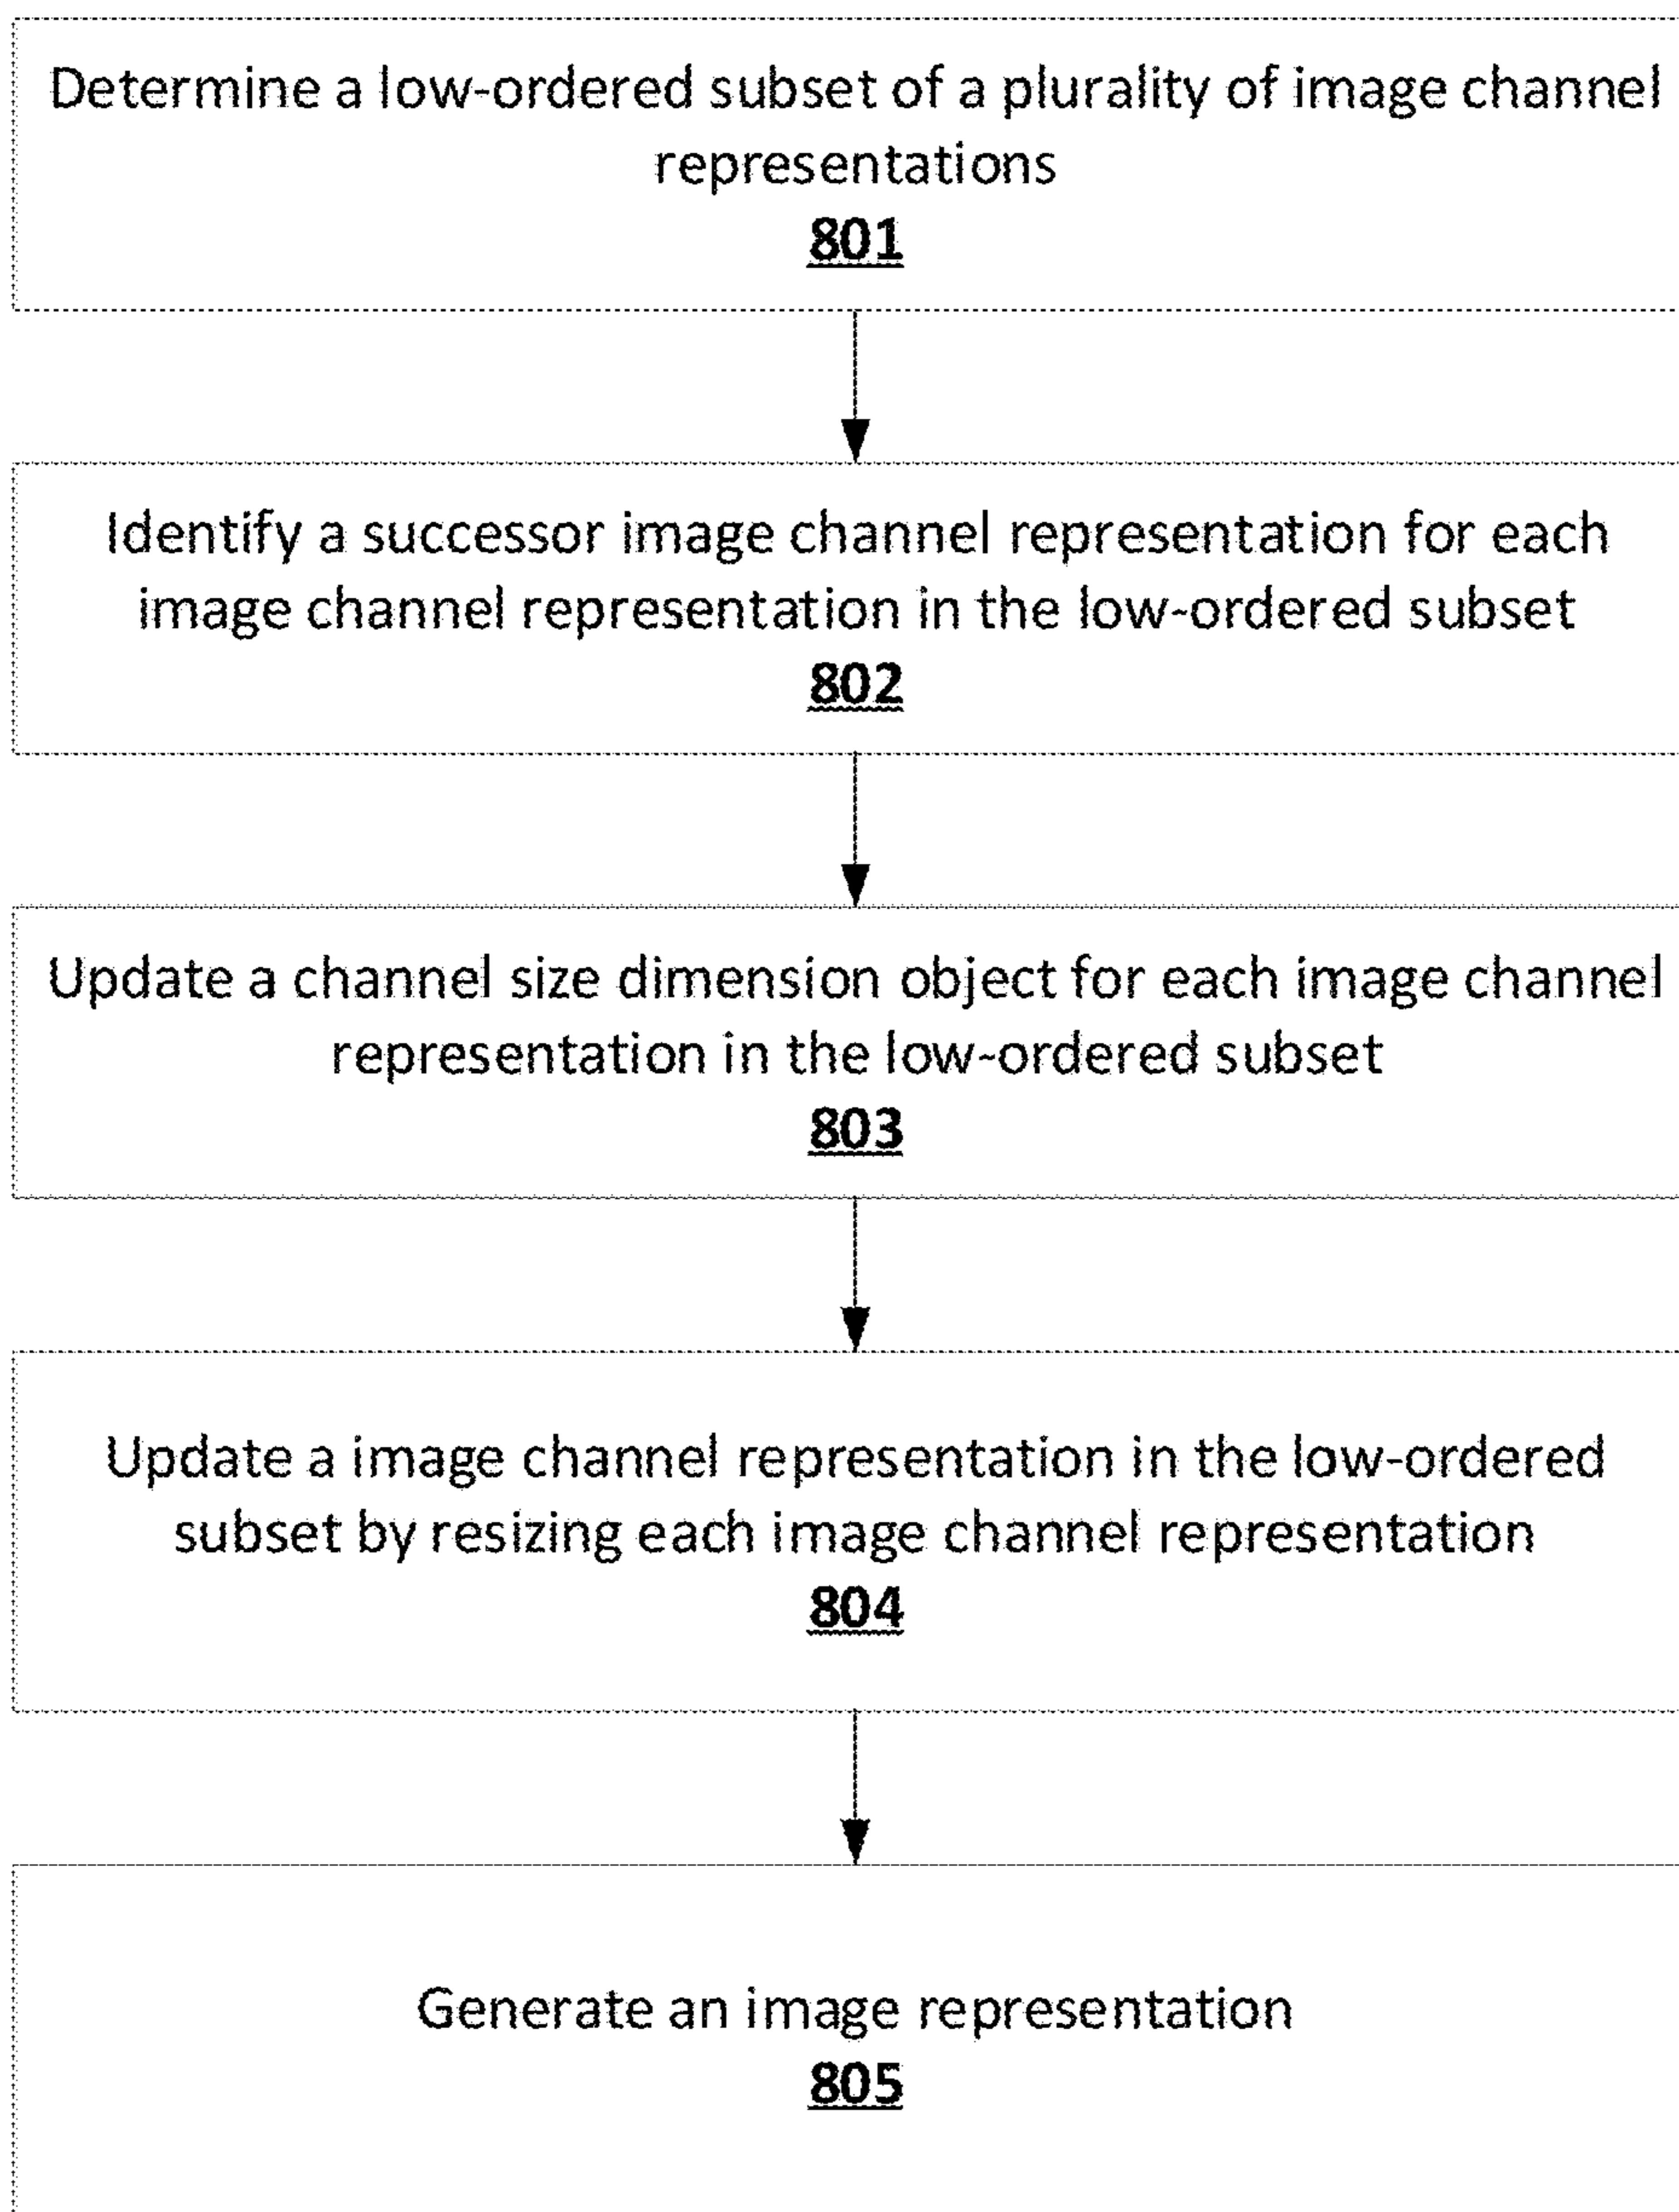 Determine a low-ordered subset of a plurality of image channel
representations
801
Identify a successor image channel representation for each
image channel representation in the low-ordered subset
802
Update a channel size dimension object for each image channel
representation in the low-ordered subset
803
Update a image channel representation in the low-ordered
subset by resizing each image channel representation
804
Generate an image representation
805